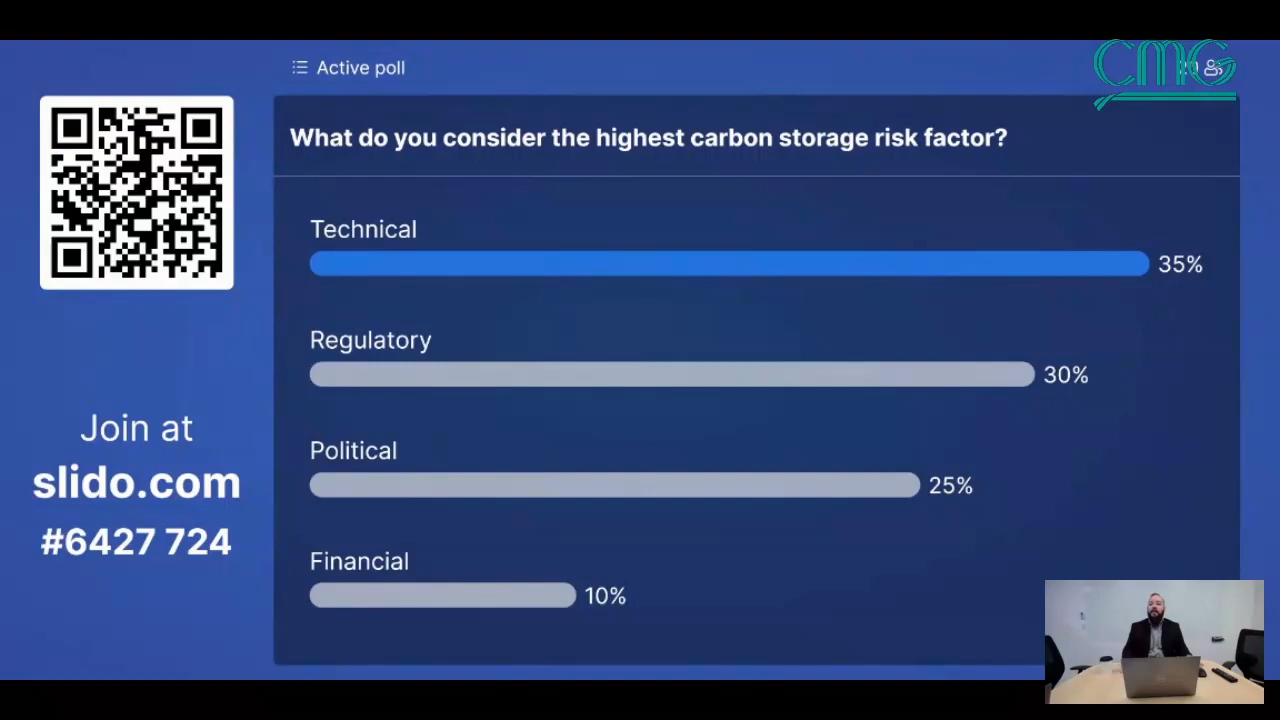 Active poll
CMG
What do you consider the highest carbon storage risk factor?
Technical
35%
Regulatory
30%
Political
25%
Financial
10%
Join at
slido.com
#6427 724